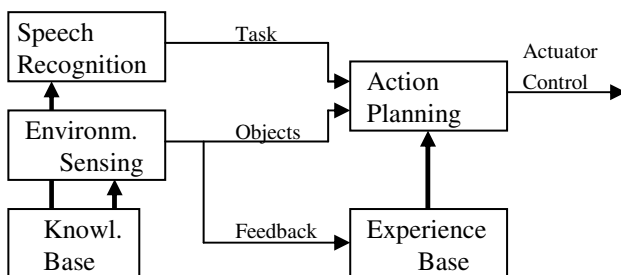 Speech
Recognition
Task
Action
Planning
Actuator
Control
Environm.
Sensing
Objects
Knowl.
Base
Feedback
Experience
Base